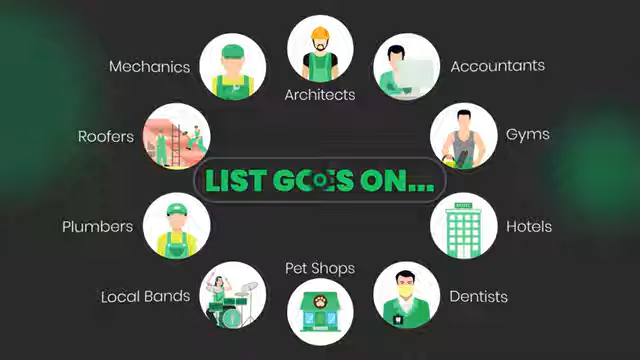 Mechanics
Architects
Accountants
Roofers
Gyms
LIST GOES ON...
Plumbers
Hotels
Local Bands
Pet Shops
Dentists